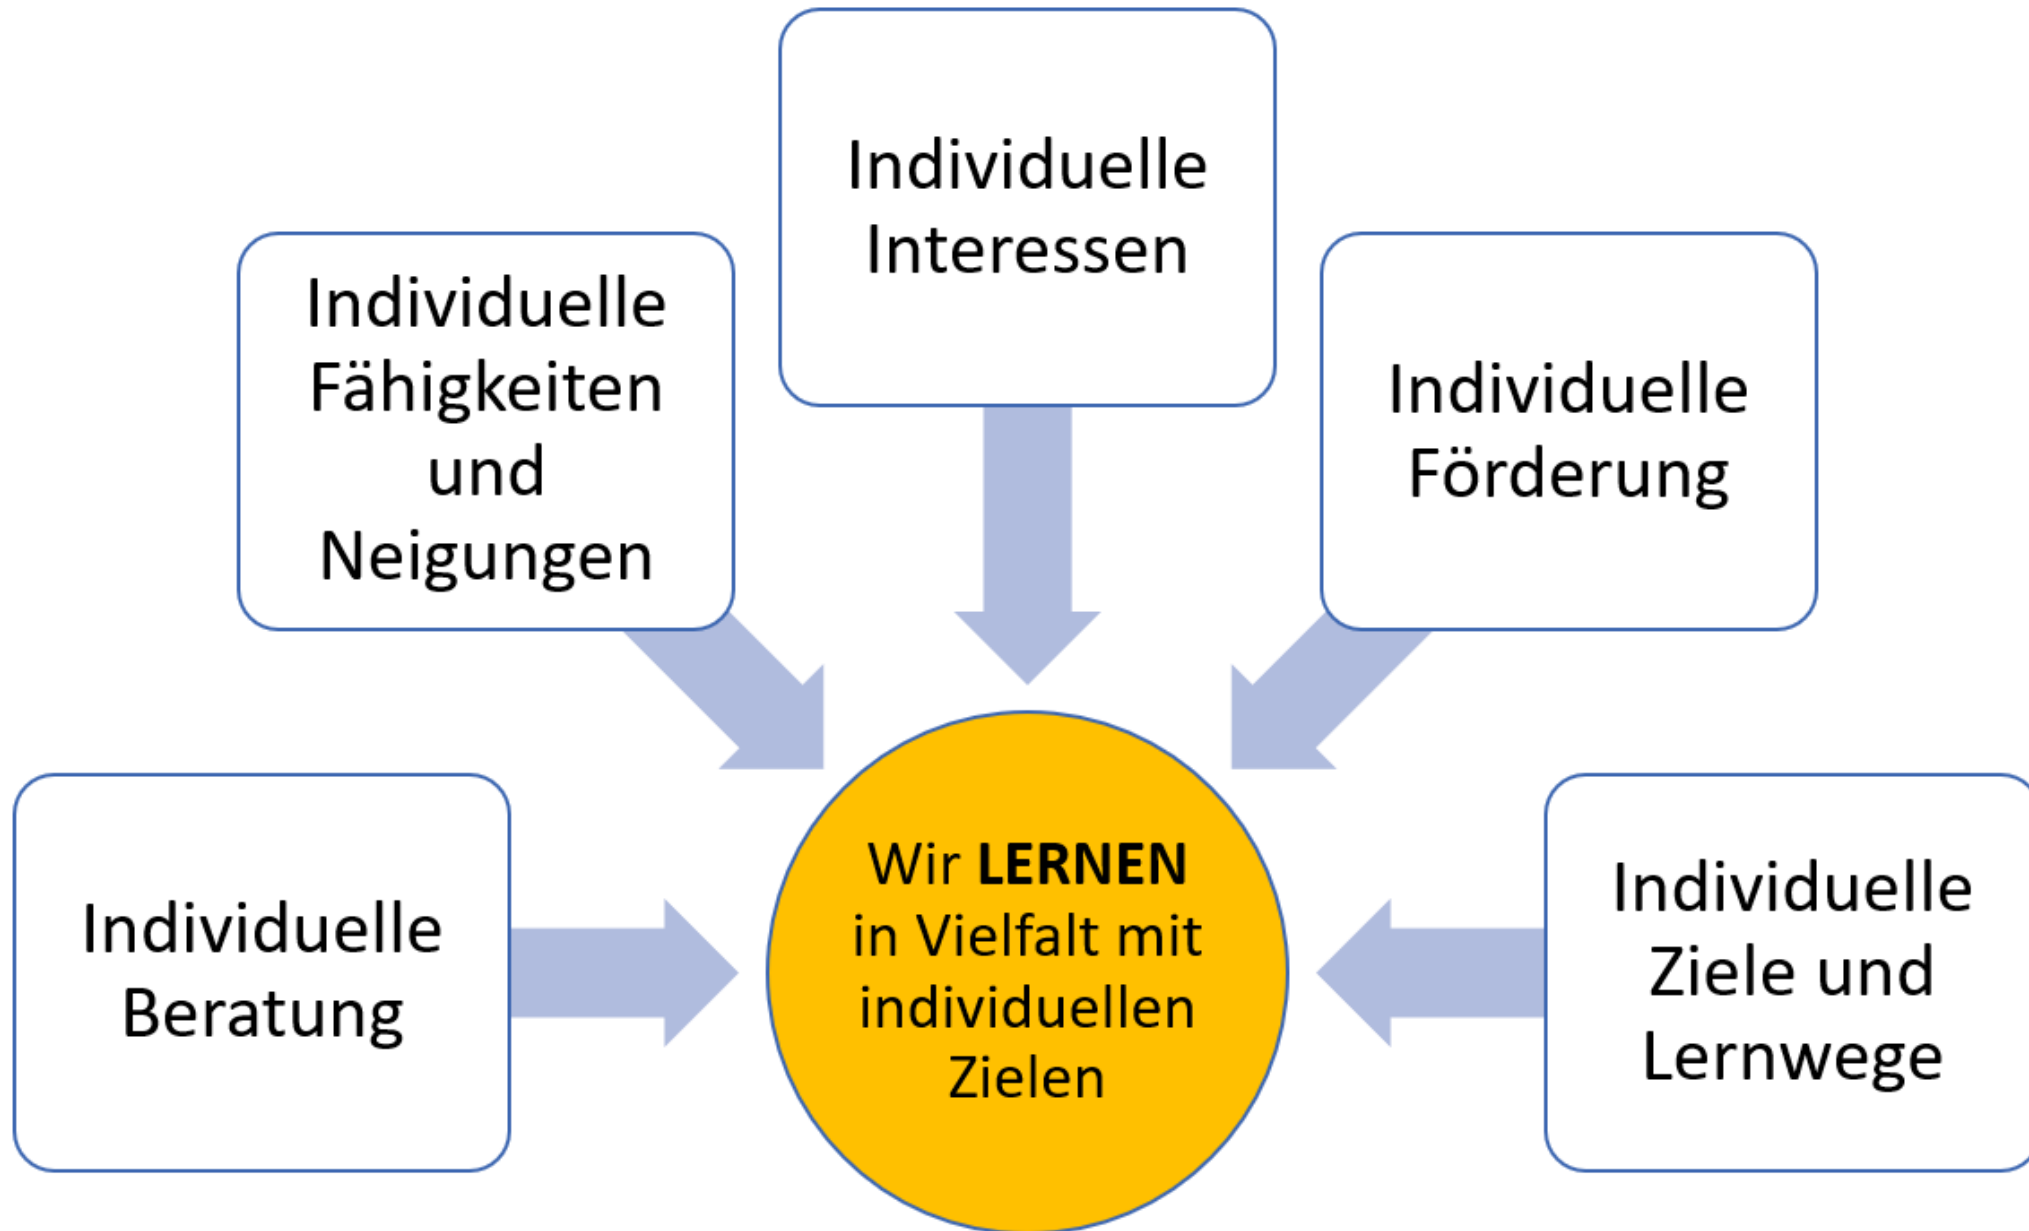 Individuelle
Interessen
Individuelle
Fähigkeiten
und
Neigungen
Individuelle
Förderung
Individuelle
Beratung
Wir LERNEN
in Vielfalt mit
individuellen
Zielen
Individuelle
Ziele und
Lernwege